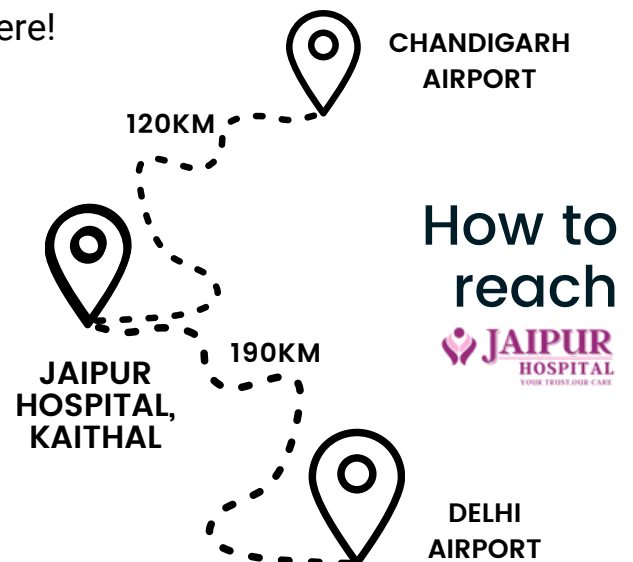 ere!
CHANDIGARH
AIRPORT
120KM
How to
reach
JAIPUR
HOSPITAL
YOUR TRUST.OUR CARE
190KM
JAIPUR
HOSPITAL,
KAITHAL
DELHI
AIRPORT